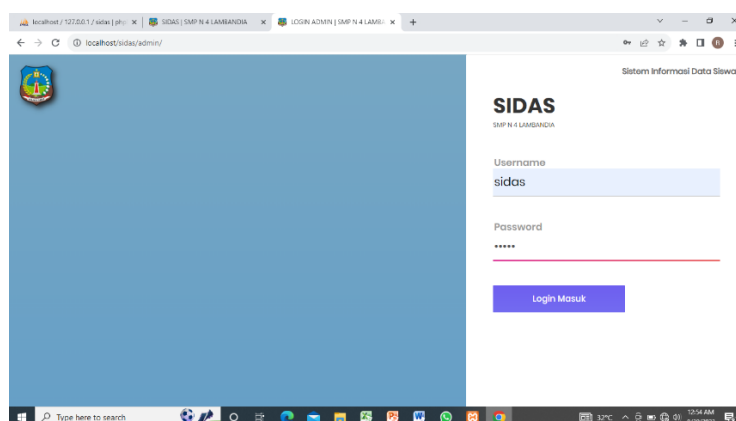 localhost / 127.0.0.1 / sidas | php
SIDAS | SMP N 4 LAMBANDIA
LOGIN ADMIN | SMP N 4 LAMBA
localhost/sidas/admin/
Sistem Informasi Data Siswa
SIDAS
SMP N 4 LAMBANDIA
Username
sidas
Password
•••••
Login Masuk
Type here to search
32°C
12:54 AM